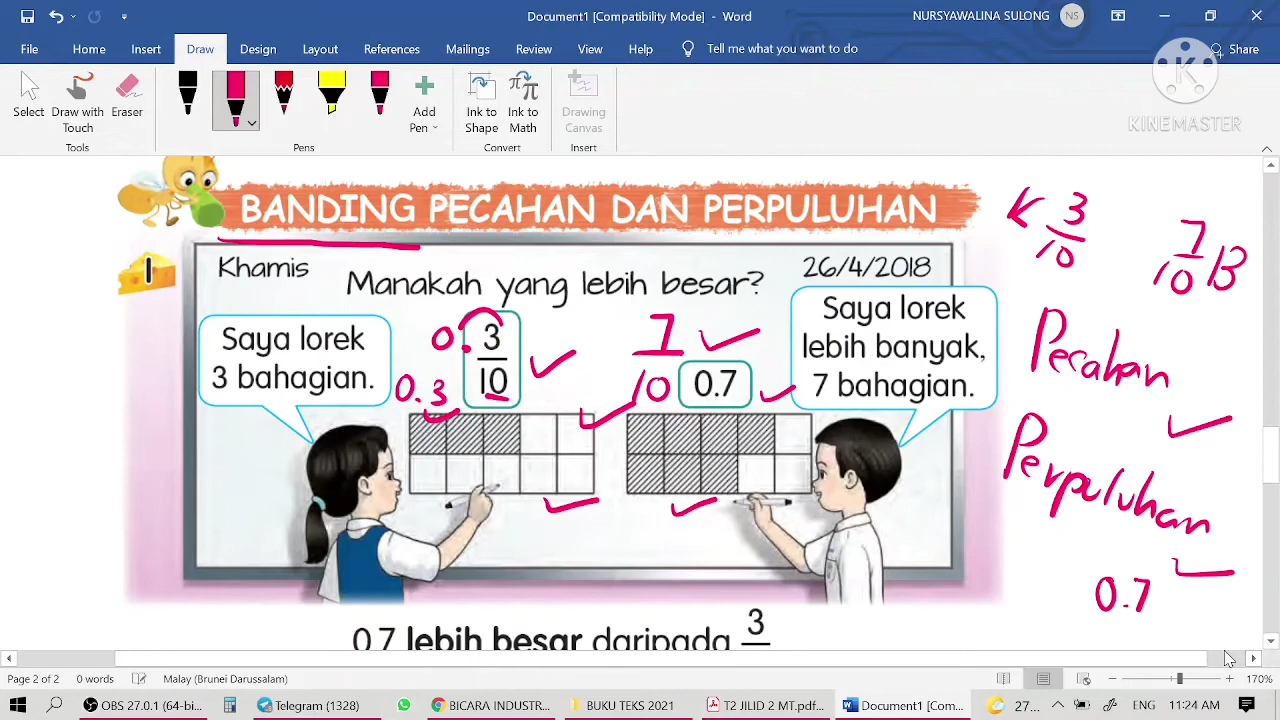 Document1 [Compatibility Mode] - Word
NURSYAWALINA SULONG NS
File Home Insert Draw Design Layout References Mailings Review View Help Tell me what you want to do Share
Select Draw with Touch Eraser Add Pen Ink to Shape Ink to Math Drawing Canvas
Tools Pens Convert Insert
KINEMASTER
BANDING PECAHAN DAN PERPULUHAN
1
Khamis
Manakah yang lebih besar?
26/4/2018
Saya lorek
3 bahagian.
0.
3
10
0.3
7
10
0.7
Saya lorek
lebih banyak,
7 bahagian.
K 3
10
7
10 B
Pecahan
Perpuluhan
0.7
0.7 lebih besar daripada 3
Page 2 of 2 0 words Malay (Brunei Darussalam) 170%
OBS 27.0.1 (64-bi... Telegram (1328) BICARA INDUSTRI... BUKU TEKS 2021 T2 JILID 2 MT.pdf... Document1 [Com... 27... 11:24 AM